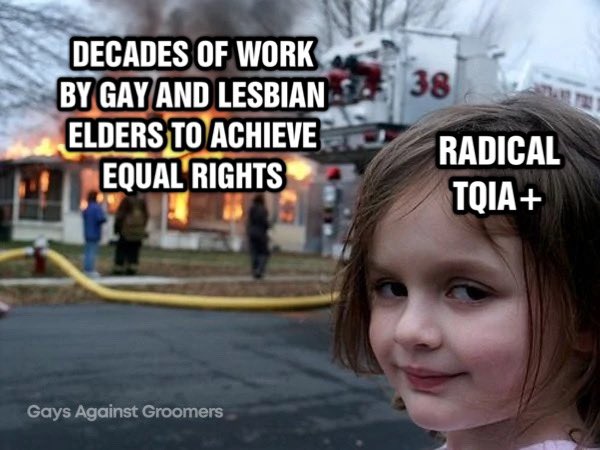 DECADES OF WORK
BY GAY AND LESBIAN
ELDERS TO ACHIEVE
EQUAL RIGHTS
38
RADICAL
TQIA+
Gays Against Groomers